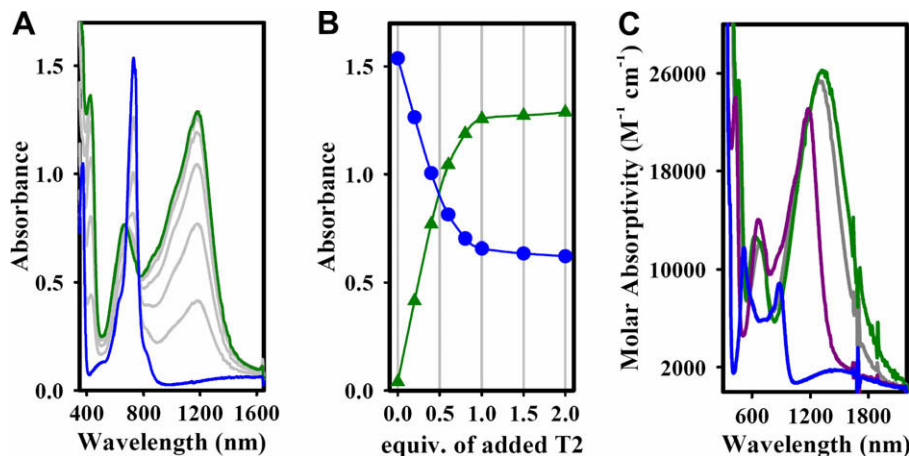 A
B
C
Absorbance
1.5
1.0
0.5
0.0
400 800 1200 1600
Wavelength (nm)
Absorbance
1.5
1.0
0.5
0.0
0.0 0.5 1.0 1.5 2.0
equiv. of added T2
Molar Absorptivity (M⁻¹ cm⁻¹)
26000
18000
10000
2000
600 1200 1800
Wavelength (nm)